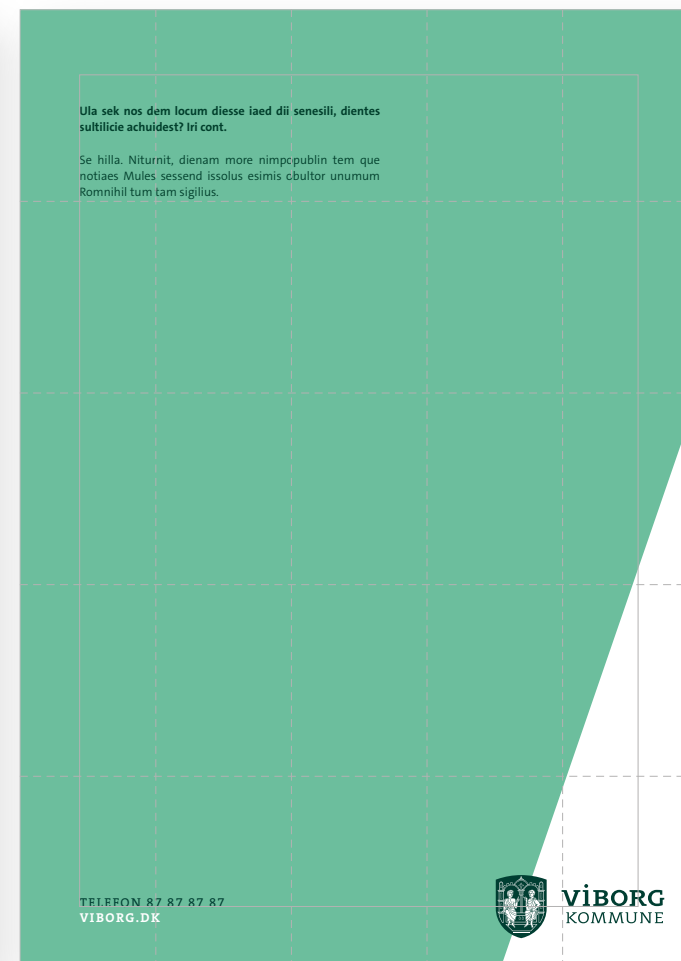 Ula sek nos dem locum diesse iaed dii senesili, dientes
sultilicie achuidest? Iri cont.
Se hilla. Niturnit, dienam more nimpopublin tem que
notiaes Mules sessend issolus esimis cbultor unumum
Romnihil tum tam sigilius.
TELEFON 87 87 87 87
VIBORG.DK
VIBORG
KOMMUNE